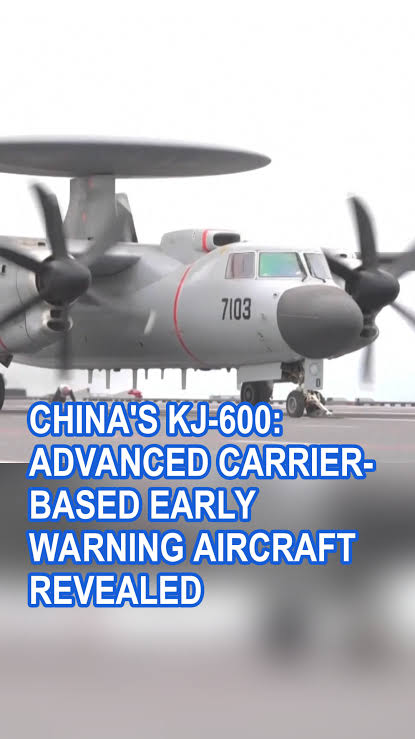 7103
CHINA'S KJ-600:
ADVANCED CARRIER-
BASED EARLY
WARNING AIRCRAFT
REVEALED